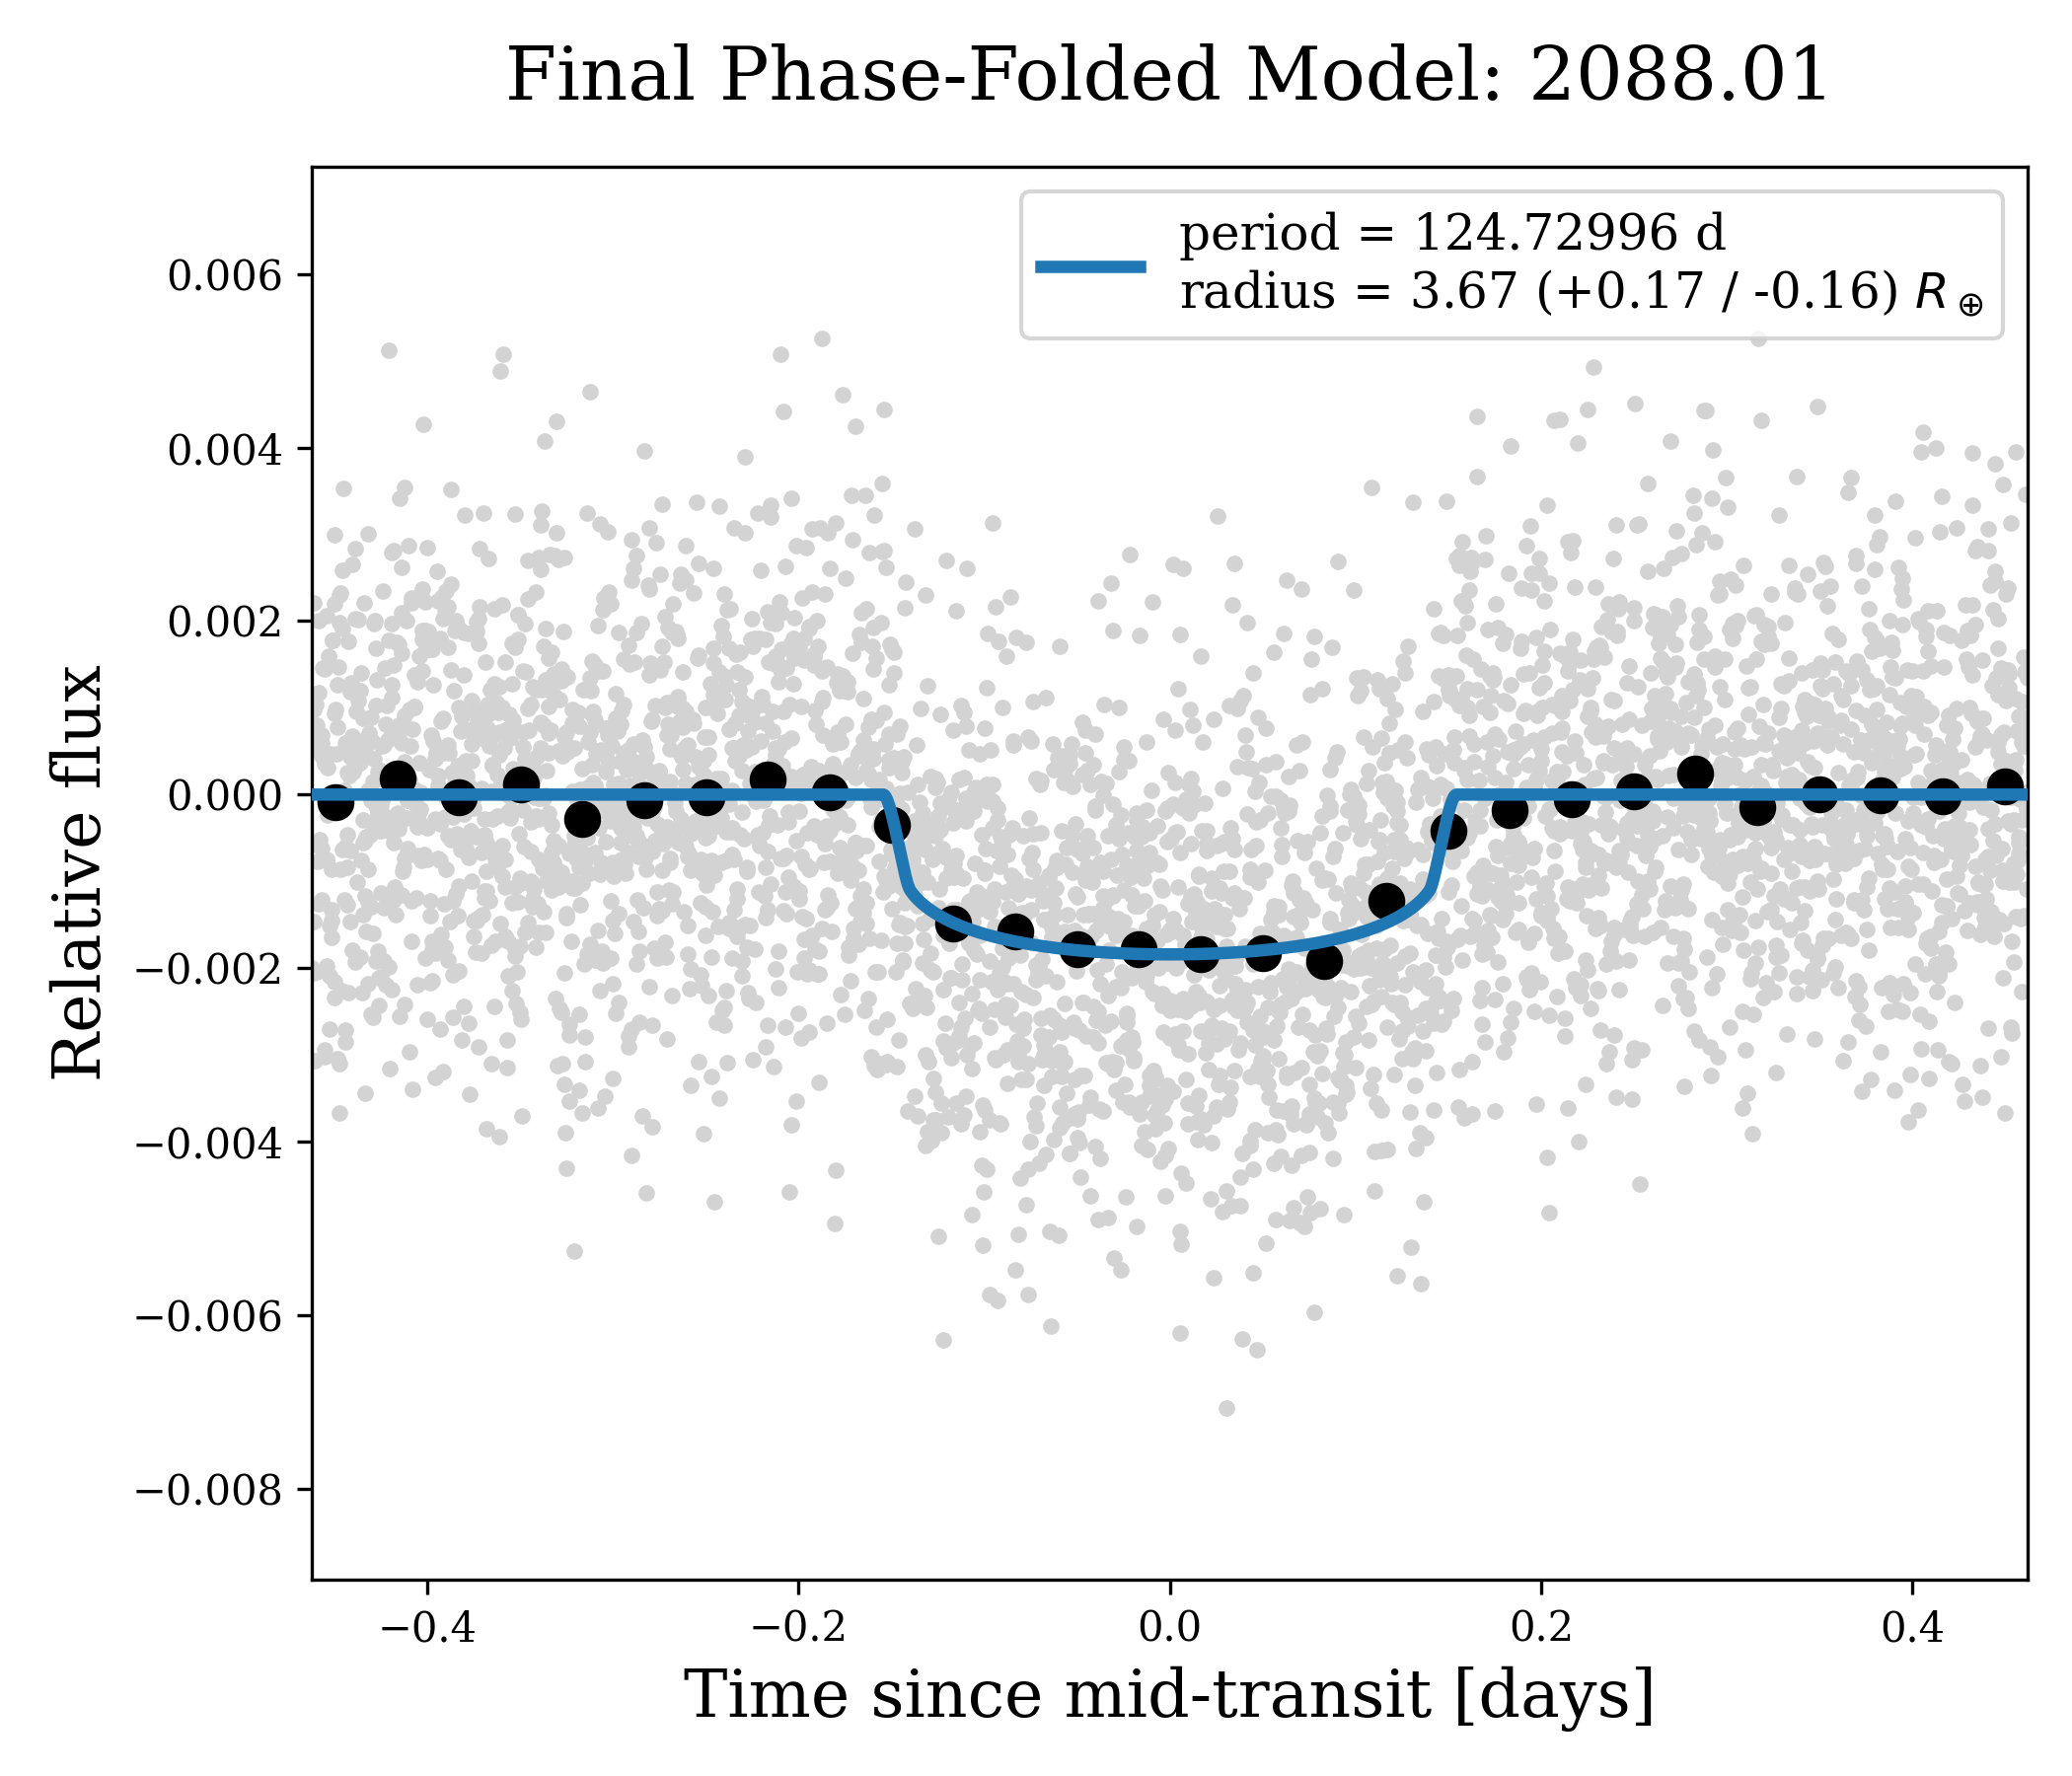 Final Phase-Folded Model: 2088.01
period = 124.72996 d
radius = 3.67 (+0.17 / -0.16) R⊕
0.006
0.004
0.002
0.000
−0.002
−0.004
−0.006
−0.008
Relative flux
−0.4 −0.2 0.0 0.2 0.4
Time since mid-transit [days]